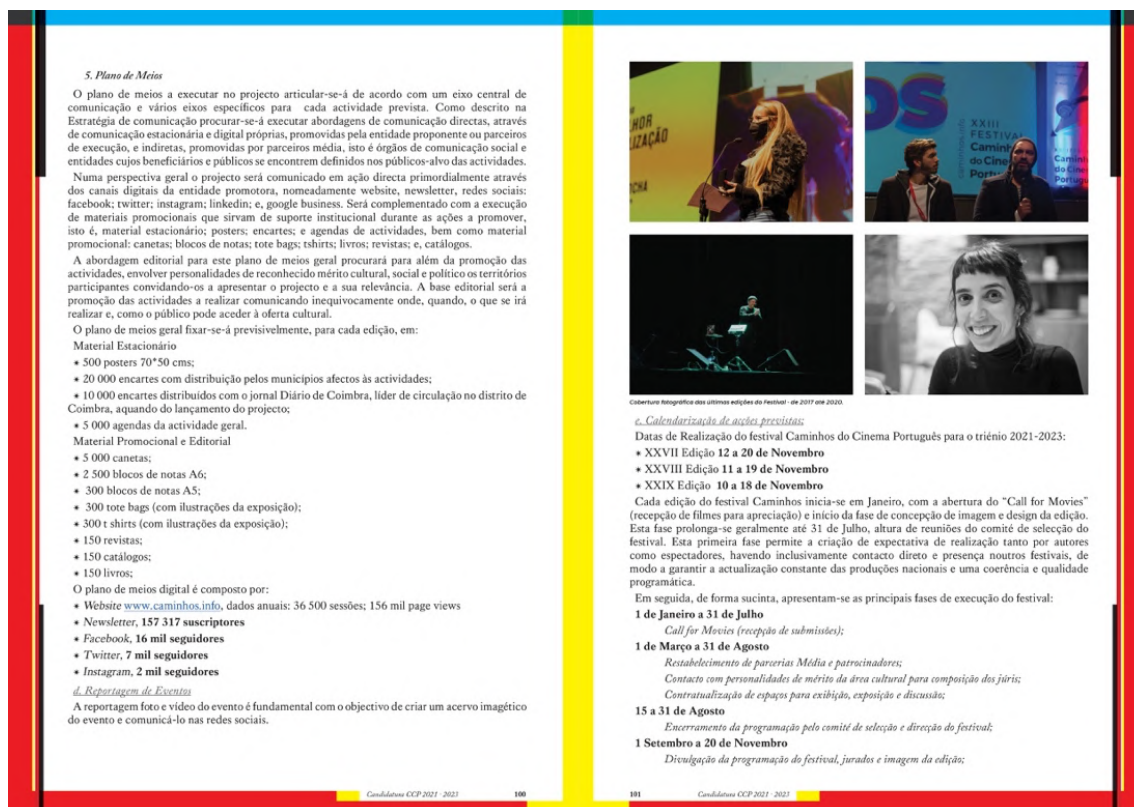 5. Plano de Meios
O plano de meios a executar no projecto articular-se-á de acordo com um eixo central de
comunicação e vários eixos específicos para cada actividade prevista. Como descrito na
Estratégia de comunicação procurar-se-á executar abordagens de comunicação directas, através
de comunicação estacionária e digital próprias, promovidas pela entidade proponente ou parceiros
de execução, e indiretas, promovidas por parceiros média, isto é órgãos de comunicação social e
entidades cujos beneficiários e públicos se encontrem definidos nos públicos-alvo das actividades.
Numa perspectiva geral o projecto será comunicado em ação directa primordialmente através
dos canais digitais da entidade promotora, nomeadamente website, newsletter, redes sociais:
facebook; twitter; instagram; linkedin; e, google business. Será complementado com a execução
de materiais promocionais que sirvam de suporte institucional durante as ações a promover,
isto é, material estacionário; posters; encartes; e agendas de actividades, bem como material
promocional: canetas; blocos de notas; tote bags; tshirts; livros; revistas; e, catálogos.
A abordagem editorial para este plano de meios geral procurará para além da promoção das
actividades, envolver personalidades de reconhecido mérito cultural, social e político os territórios
participantes convidando-os a apresentar o projecto e a sua relevância. A base editorial será a
promoção das actividades a realizar comunicando inequivocamente onde, quando, o que se irá
realizar e, como o público pode aceder à oferta cultural.
O plano de meios geral fixar-se-á previsivelmente, para cada edição, em:
Material Estacionário
* 500 posters 70*50 cms;
* 20 000 encartes com distribuição pelos municípios afectos às actividades;
* 10 000 encartes distribuídos com o jornal Diário de Coimbra, líder de circulação no distrito de
Coimbra, aquando do lançamento do projecto;
* 5 000 agendas da actividade geral.
Material Promocional e Editorial
* 5 000 canetas;
* 2 500 blocos de notas A6;
* 300 blocos de notas A5;
* 300 tote bags (com ilustrações da exposição);
* 300 t shirts (com ilustrações da exposição);
* 150 revistas;
* 150 catálogos;
* 150 livros;
O plano de meios digital é composto por:
* Website www.caminhos.info, dados anuais: 36 500 sessões; 156 mil page views
* Newsletter, 157 317 suscriptores
* Facebook, 16 mil seguidores
* Twitter, 7 mil seguidores
* Instagram, 2 mil seguidores
d. Reportagem de Eventos
A reportagem foto e vídeo do evento é fundamental com o objectivo de criar um acervo imagético
do evento e comunicá-lo nas redes sociais.
Candidatura CCP 2021 - 2023 100
XXIII
FESTIVAL
Caminh
do Cine
Portu
Cobertura fotográfica das últimas edições do Festival - de 2017 até 2020.
e. Calendarização de acções previstas:
Datas de Realização do festival Caminhos do Cinema Português para o triénio 2021-2023:
* XXVII Edição 12 a 20 de Novembro
* XXVIII Edição 11 a 19 de Novembro
* XXIX Edição 10 a 18 de Novembro
Cada edição do festival Caminhos inicia-se em Janeiro, com a abertura do “Call for Movies”
(recepção de filmes para apreciação) e início da fase de concepção de imagem e design da edição.
Esta fase prolonga-se geralmente até 31 de Julho, altura de reuniões do comité de selecção do
festival. Esta primeira fase permite a criação de expectativa de realização tanto por autores
como espectadores, havendo inclusivamente contacto direto e presença noutros festivais, de
modo a garantir a actualização constante das produções nacionais e uma coerência e qualidade
programática.
Em seguida, de forma sucinta, apresentam-se as principais fases de execução do festival:
1 de Janeiro a 31 de Julho
Call for Movies (recepção de submissões);
1 de Março a 31 de Agosto
Restabelecimento de parcerias Média e patrocinadores;
Contacto com personalidades de mérito da área cultural para composição dos júris;
Contratualização de espaços para exibição, exposição e discussão;
15 a 31 de Agosto
Encerramento da programação pelo comité de selecção e direcção do festival;
1 Setembro a 20 de Novembro
Divulgação da programação do festival, jurados e imagem da edição;
101 Candidatura CCP 2021 - 2023